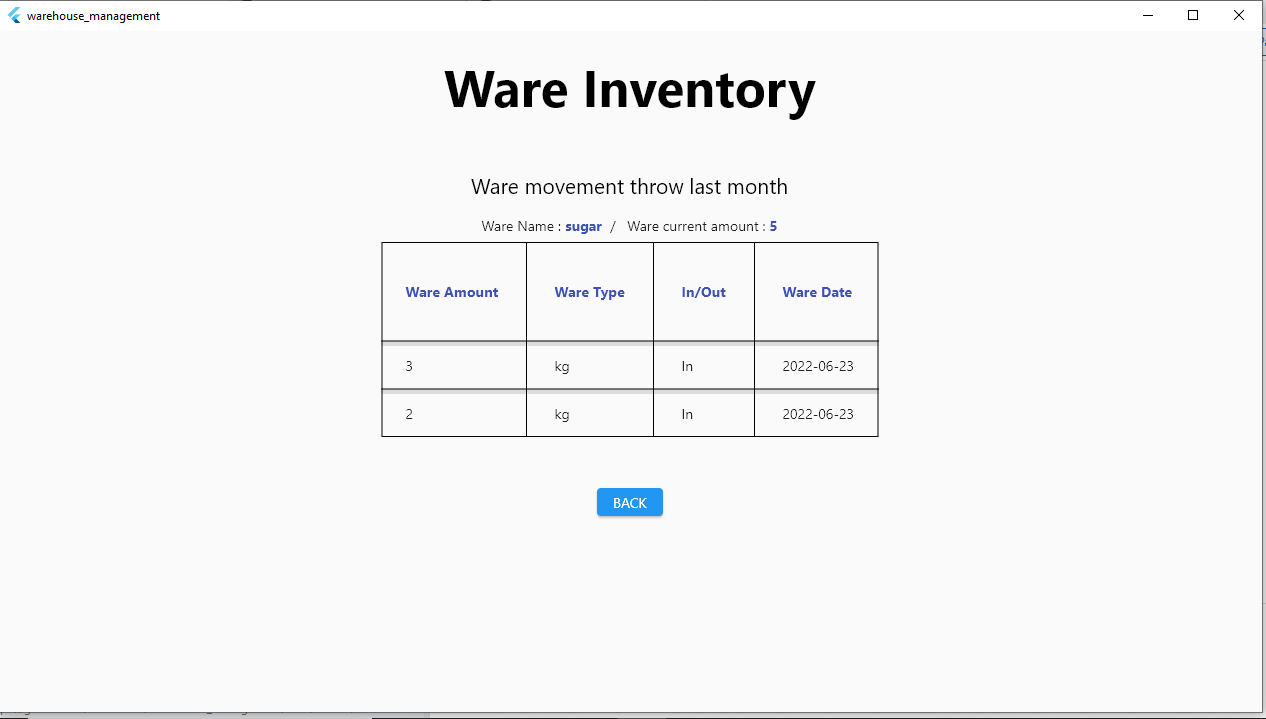 warehouse_management
Ware Inventory
Ware movement throw last month
Ware Name : sugar / Ware current amount : 5
Ware Amount Ware Type In/Out Ware Date
3 kg In 2022-06-23
2 kg In 2022-06-23
BACK